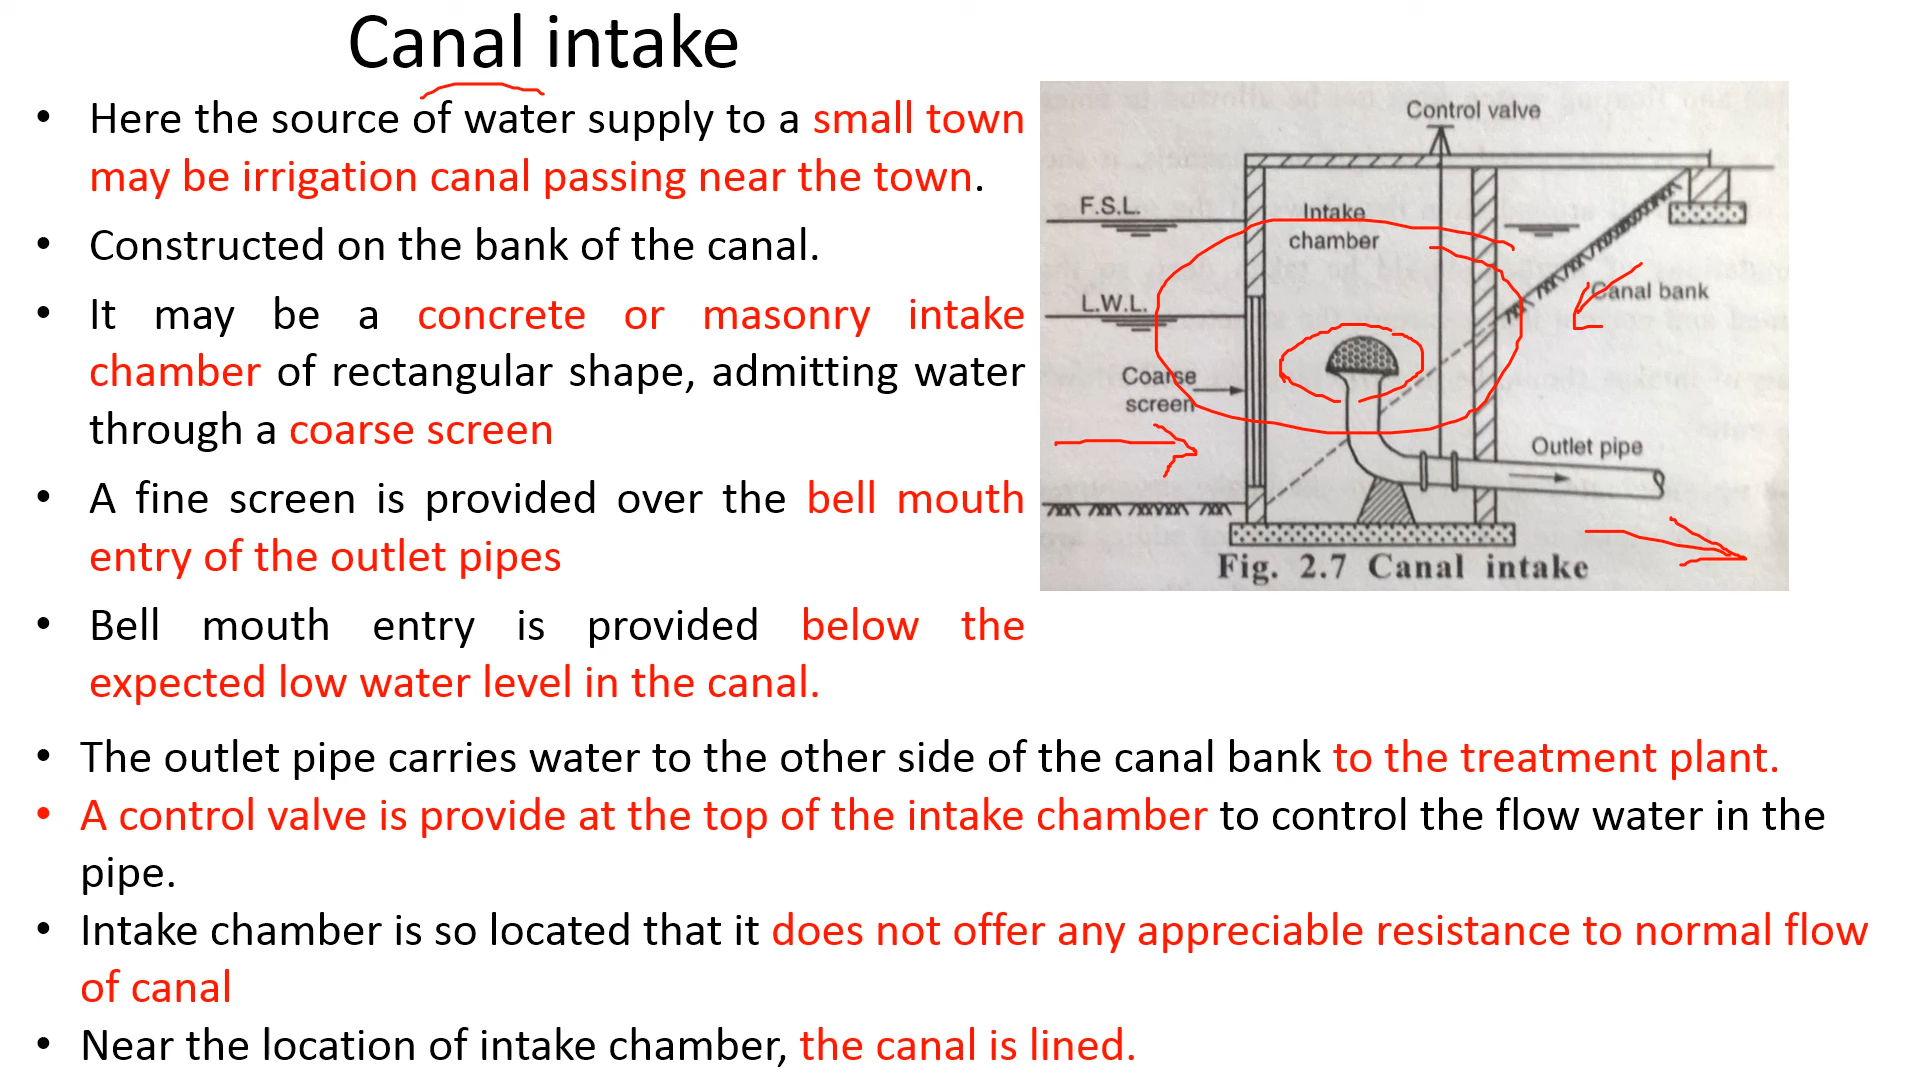 Canal intake
• Here the source of water supply to a small town
may be irrigation canal passing near the town.
• Constructed on the bank of the canal.
• It may be a concrete or masonry intake
chamber of rectangular shape, admitting water
through a coarse screen
• A fine screen is provided over the bell mouth
entry of the outlet pipes
• Bell mouth entry is provided below the
expected low water level in the canal.
Control valve
F.S.L.
Intake
chamber
L.W.L.
Canal bank
Coarse
screen
Outlet pipe
Fig. 2.7 Canal intake
• The outlet pipe carries water to the other side of the canal bank to the treatment plant.
• A control valve is provide at the top of the intake chamber to control the flow water in the
pipe.
• Intake chamber is so located that it does not offer any appreciable resistance to normal flow
of canal
• Near the location of intake chamber, the canal is lined.